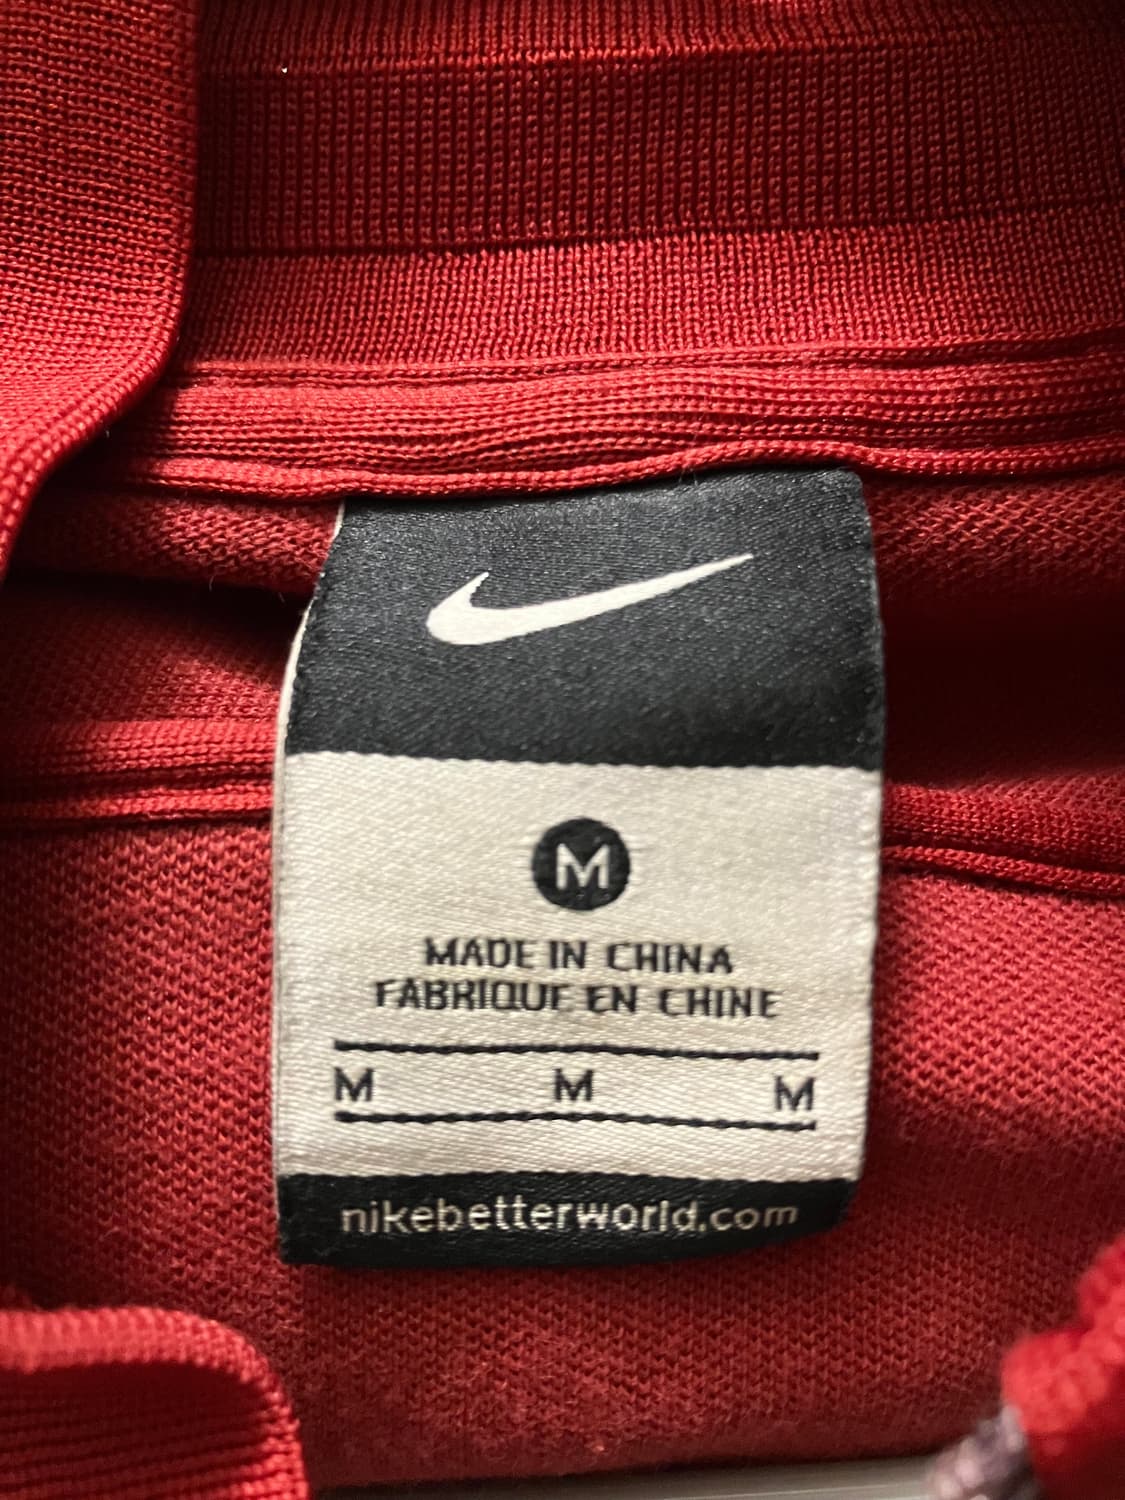 M
MADE IN CHINA
FABRIQUE EN CHINE
M M M
nikebetterworld.com